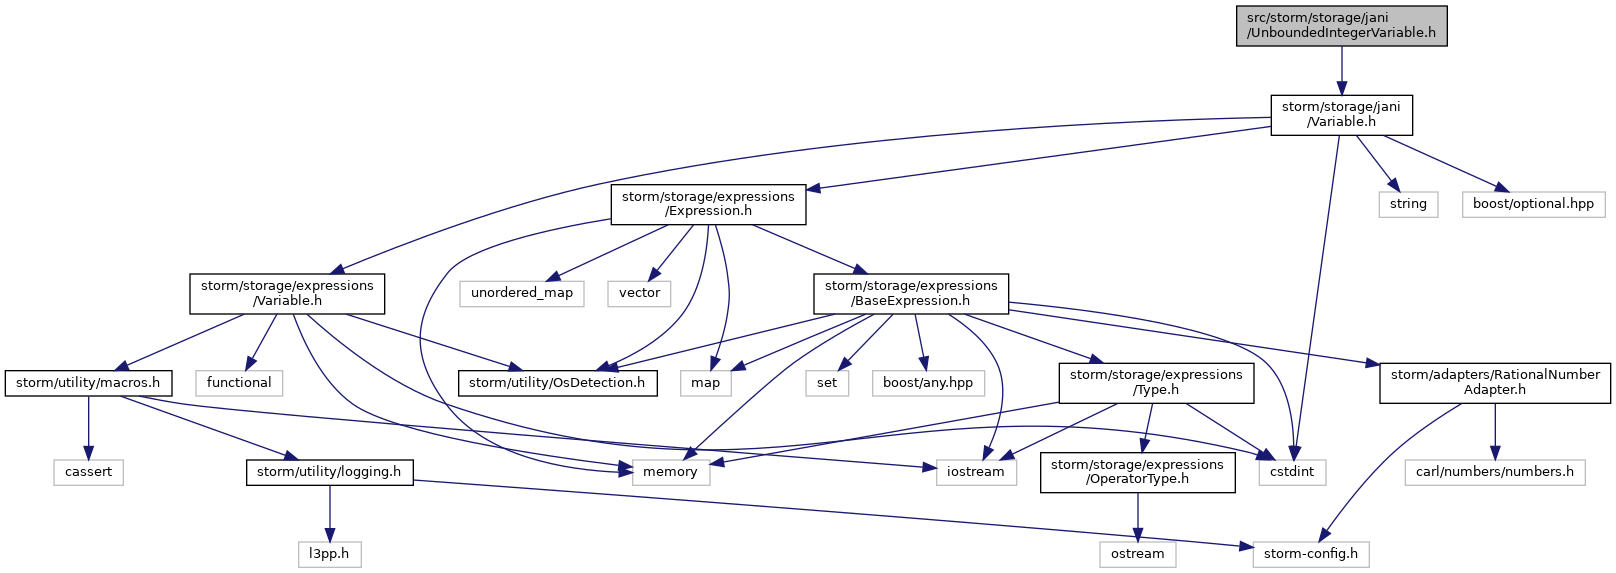 src/storm/storage/jani
/UnboundedIntegerVariable.h
storm/storage/jani
/Variable.h
storm/storage/expressions
/Expression.h
string
boost/optional.hpp
storm/storage/expressions
/Variable.h
unordered_map
vector
storm/storage/expressions
/BaseExpression.h
storm/utility/macros.h
functional
storm/utility/OsDetection.h
map
set
boost/any.hpp
storm/storage/expressions
/Type.h
storm/adapters/RationalNumber
Adapter.h
cassert
storm/utility/logging.h
memory
iostream
storm/storage/expressions
/OperatorType.h
cstdint
carl/numbers/numbers.h
l3pp.h
ostream
storm-config.h